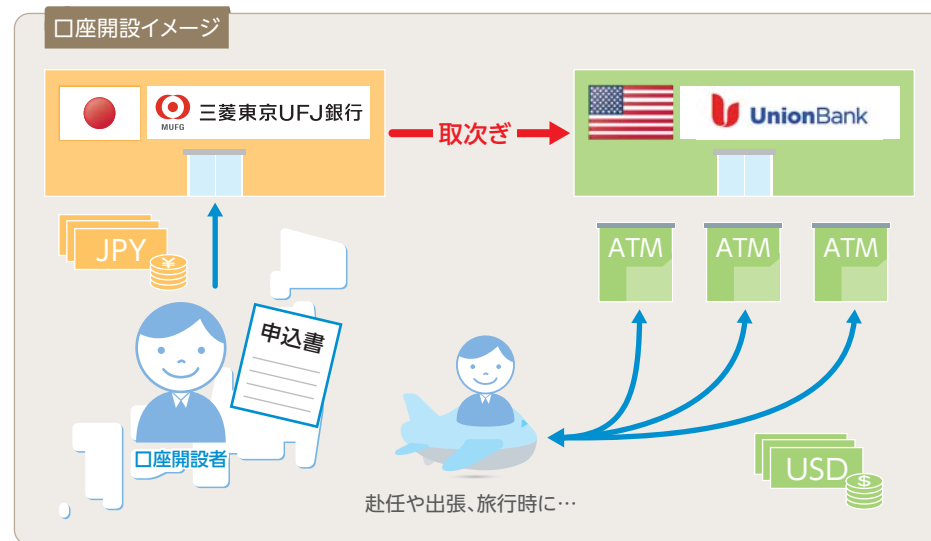 口座開設イメージ
MUFG
三菱東京UFJ銀行
取次ぎ
UnionBank
JPY
¥
申込書
口座開設者
ATM
ATM
ATM
赴任や出張、旅行時に…
USD
$